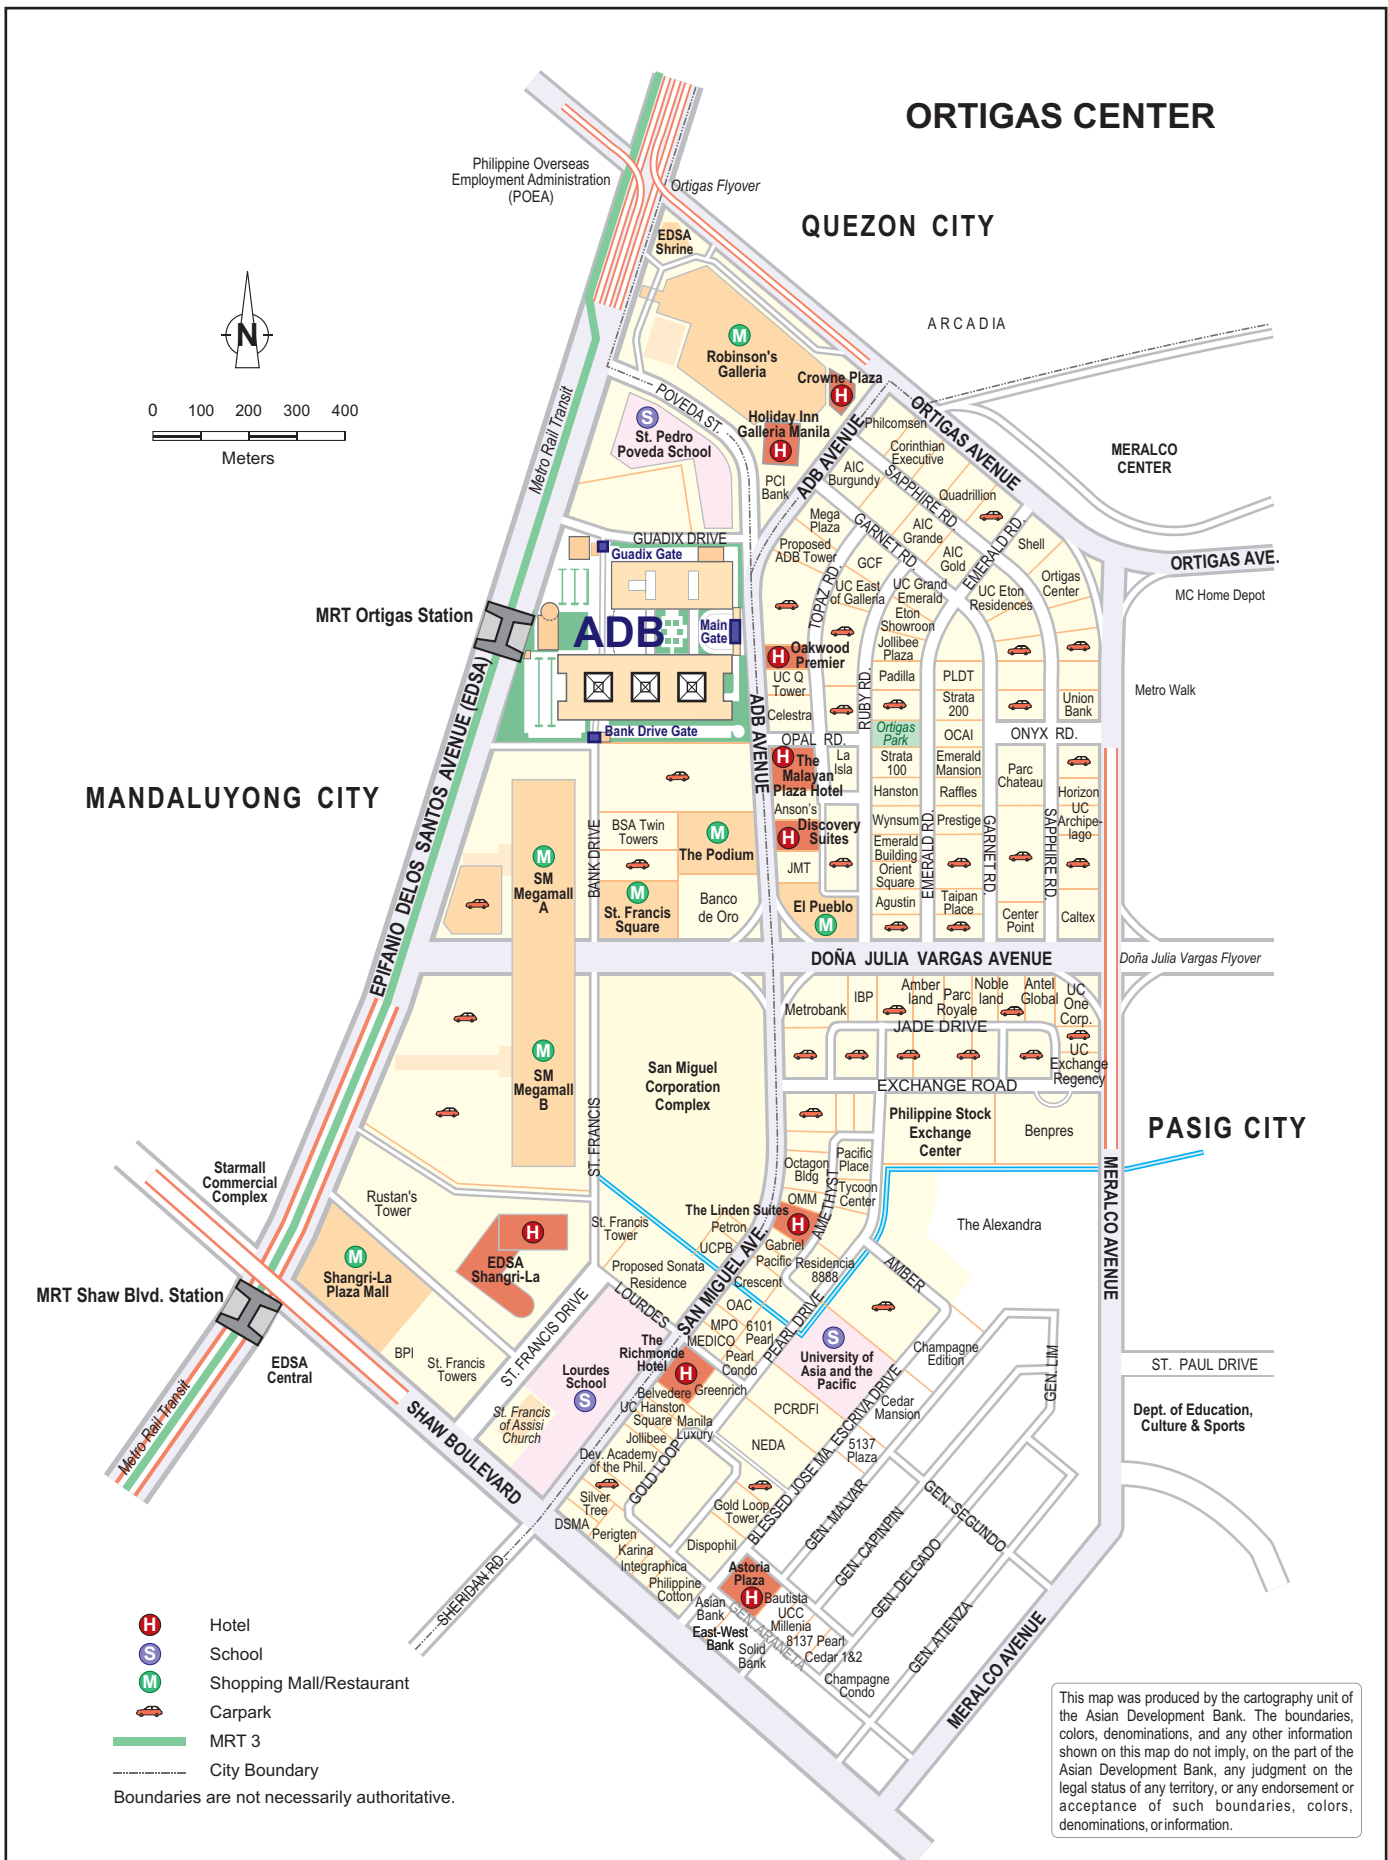 ORTIGAS CENTER
Philippine Overseas
Employment Administration
(POEA)
Ortigas Flyover
QUEZON CITY
EDSA
Shrine
N
ARCADIA
0 100 200 300 400
Meters
Metro Rail Transit
M
Robinson's
Galleria
Crowne Plaza
H
POVEDA ST.
S
St. Pedro
Poveda School
Holiday Inn
Galleria Manila
H
ADB AVENUE
ORTIGAS AVENUE
Philcomsen
Corinthian
Executive
MERALCO
CENTER
AIC
Burgundy
SAPPHIRE RD.
Quadrillion
PCI
Bank
Mega
Plaza
GARNET RD.
AIC
Grande
EMERALD RD.
Shell
GUADIX DRIVE
Guadix Gate
Proposed
ADB Tower
GCF
AIC
Gold
ORTIGAS AVE.
TOPAZ RD.
UC East
of Galleria
UC Grand
Emerald
UC Eton
Residences
Ortigas
Center
MC Home Depot
MRT Ortigas Station
ADB
Main
Gate
Eton
Showroon
Jollibee
Plaza
H
Oakwood
Premier
UC Q
Tower
RUBY RD.
Padilla
PLDT
Metro Walk
Strata
200
Union
Bank
Celestra
Ortigas
Park
OCAI
ONYX RD.
Bank Drive Gate
ADB AVENUE
OPAL RD.
EPIFANIO DELOS SANTOS AVENUE (EDSA)
MANDALUYONG CITY
H
The
Malayan
Plaza Hotel
La
Isla
Strata
100
Emerald
Mansion
Parc
Chateau
Hanston
Raffles
Horizon
Anson's
BANK DRIVE
BSA Twin
Towers
M
The Podium
H
Discovery
Suites
Wynsum
EMERALD RD.
Prestige
GARNET RD.
SAPPHIRE RD.
UC
Archipe-
lago
M
SM
Megamall
A
Emerald
Building
JMT
Orient
Square
M
St. Francis
Square
Banco
de Oro
El Pueblo
M
Agustin
Taipan
Place
Center
Point
Caltex
DOÑA JULIA VARGAS AVENUE
Doña Julia Vargas Flyover
Metrobank
IBP
Amber
land
Parc
Royale
Noble
land
Antel
Global
UC
One
Corp.
JADE DRIVE
M
SM
Megamall
B
San Miguel
Corporation
Complex
UC
Exchange
Regency
EXCHANGE ROAD
Philippine Stock
Exchange
Center
Benpres
PASIG CITY
ST. FRANCIS
Starmall
Commercial
Complex
Octagon
Bldg
Pacific
Place
Tycoon
Center
OMM
AMETHYST
MERALCO AVENUE
Rustan's
Tower
H
EDSA
Shangri-La
St. Francis
Tower
The Linden Suites
H
Petron
UCPB
Gabriel
Pacific
Residencia
8888
The Alexandra
AMBER
SAN MIGUEL AVE.
Proposed Sonata
Residence
Crescent
M
Shangri-La
Plaza Mall
MRT Shaw Blvd. Station
LOURDES
OAC
PEARL DRIVE
MPO
MEDICO
6101
Pearl
S
University of
Asia and the
Pacific
Champagne
Edition
GEN. LIM
ST. PAUL DRIVE
EDSA
Central
BPI
St. Francis
Towers
ST. FRANCIS DRIVE
The
Richmonde
Hotel
H
Pearl
Condo
Lourdes
School
S
Belvedere
Greenrich
Metro Rail Transit
SHAW BOULEVARD
St. Francis
of Assisi
Church
UC Hanston
Square
Manila
Luxury
Jollibee
PCRDFI
Cedar
Mansion
Dept. of Education,
Culture & Sports
Dev. Academy
of the Phil.
GOLD LOOP
NEDA
5137
Plaza
BLESSED JOSE MA. ESCRIVA DRIVE
Silver
Tree
DSMA
Gold Loop
Tower
GEN. MALVAR
GEN. CAPINPIN
GEN. SEGUNDO
Perigten
Karina
Integraphica
Philippine
Cotton
Dispophil
GEN. DELGADO
SHERIDAN RD.
Astoria
Plaza
H
Bautista
Asian
Bank
UCC
Millenia
GEN. ARANETA
East-West
Bank
Solid
Bank
8137 Pearl
Cedar 1&2
GEN. ATIENZA
Champagne
Condo
MERALCO AVENUE
H Hotel
S School
M Shopping Mall/Restaurant
Carpark
MRT 3
City Boundary
Boundaries are not necessarily authoritative.
This map was produced by the cartography unit of
the Asian Development Bank. The boundaries,
colors, denominations, and any other information
shown on this map do not imply, on the part of the
Asian Development Bank, any judgment on the
legal status of any territory, or any endorsement or
acceptance of such boundaries, colors,
denominations, or information.